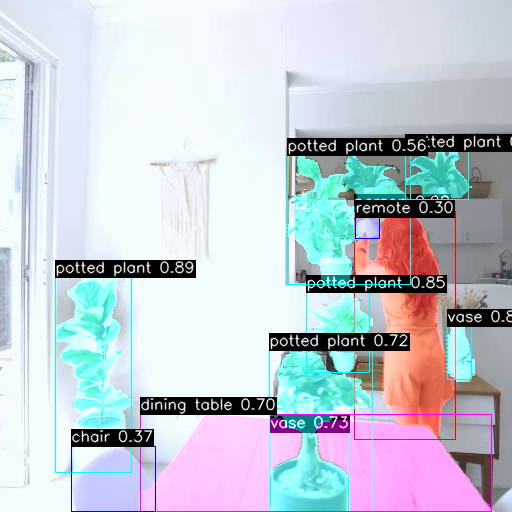 potted plant 0.56
tted plant
remote 0.30
potted plant 0.89
potted plant 0.85
vase 0.8
potted plant 0.72
dining table 0.70
vase 0.73
chair 0.37